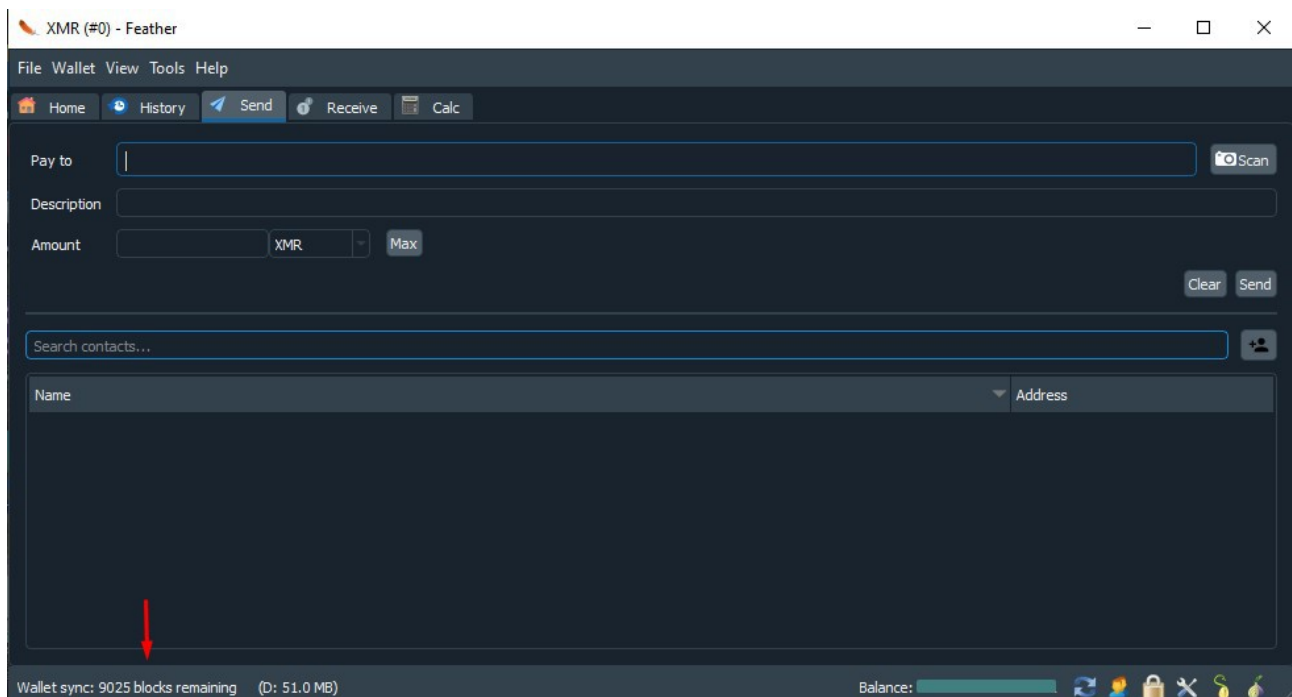 XMR (#0) - Feather
File Wallet View Tools Help
Home History Send Receive Calc
Pay to Scan
Description
Amount XMR Max
Clear Send
Search contacts...
Name Address
Wallet sync: 9025 blocks remaining (D: 51.0 MB) Balance: